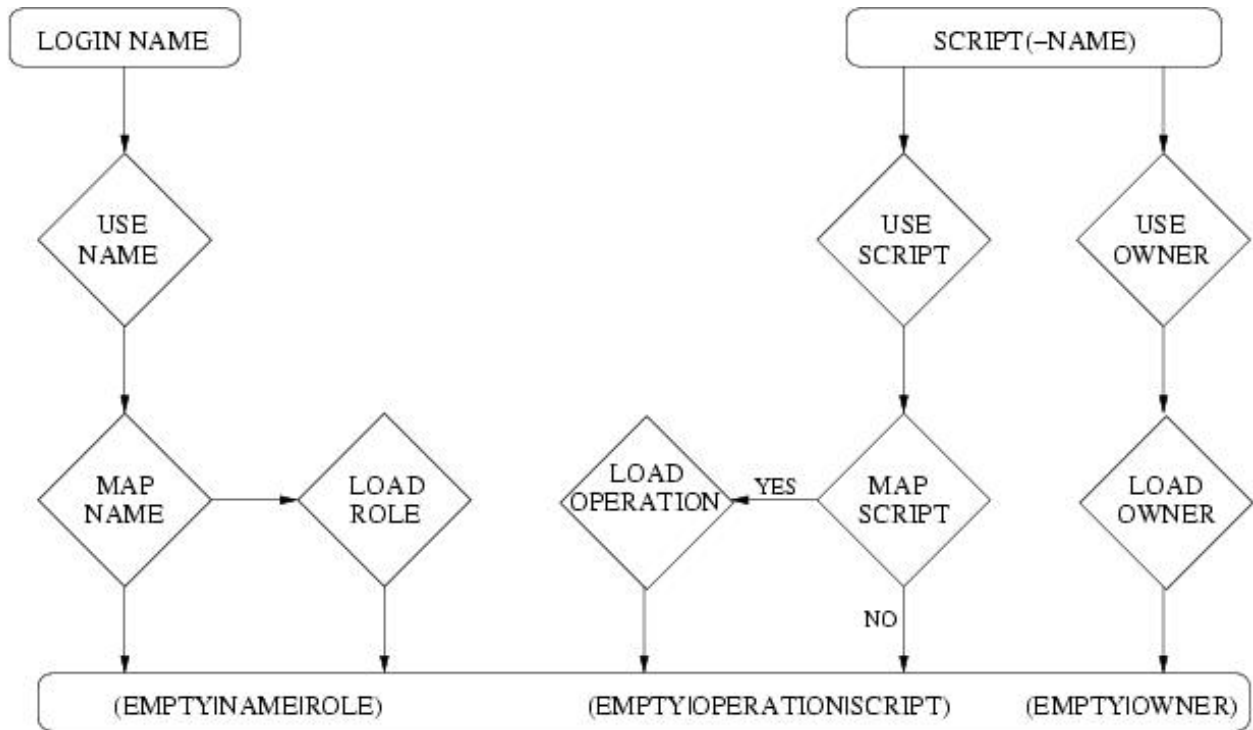 LOGIN NAME
SCRIPT(–NAME)
USE
NAME
USE
SCRIPT
USE
OWNER
MAP
NAME
LOAD
ROLE
LOAD
OPERATION
YES
MAP
SCRIPT
LOAD
OWNER
NO
(EMPTY|NAME|ROLE)
(EMPTY|OPERATION|SCRIPT)
(EMPTY|OWNER)